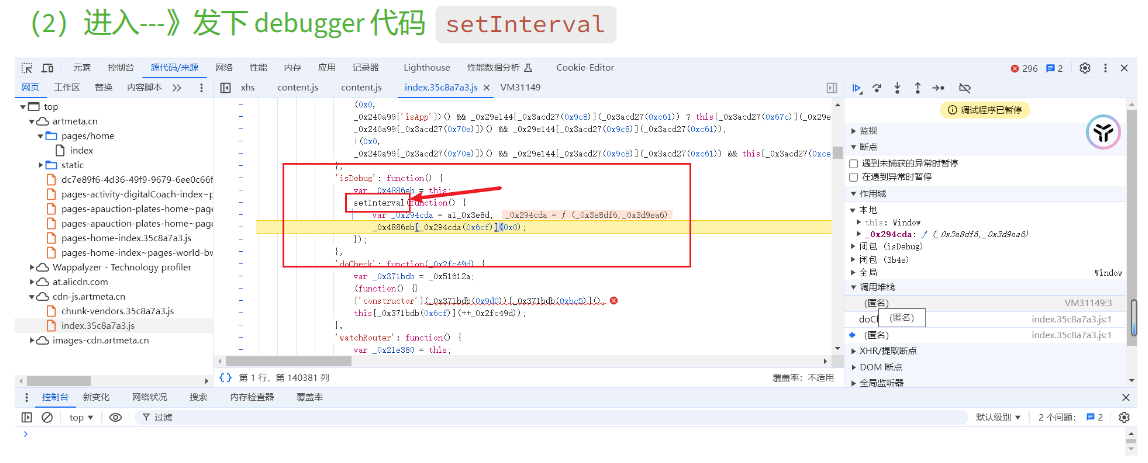 （2）进入---》发下 debugger 代码 setInterval
元素 控制台 源代码/来源 网络 性能 内存 应用 记录器 Lighthouse 性能数据分析 Cookie-Editor 296 2
网页 工作区 替换 内容脚本 xhs content.js content.js index.35c8a7a3.js VM31149
top
artmeta.cn
pages/home
index
static
dc7e89f6-4d36-49f9-9679-6ee0c66f
pages-activity-digitalCoach-index~p
pages-apauction-plates-home~page
pages-apauction-plates-home~page
pages-home-index.35c8a7a3.js
pages-home-index~pages-world-bw
Wappalyzer - Technology profiler
at.alicdn.com
cdn-js.artmeta.cn
chunk-vendors.35c8a7a3.js
index.35c8a7a3.js
images-cdn.artmeta.cn
(0x0,
_0x240a99['isApp'])() && _0x29e144[_0x3acd27(0x9c8)](_0x3acd27(0xc61)) ? this[_0x3acd27(0x67c)](_0x29e
_0x240a99[_0x3acd27(0x70e)])() && _0x29e144[_0x3acd27(0x9c8)](_0x3acd27(0xc61)),
!(0x0,
_0x240a99[_0x3acd27(0x70e)])() && _0x29e144[_0x3acd27(0x9c8)](_0x3acd27(0xc61)) && this[_0x3acd27(0xce
},
'isDebug': function() {
var _0x4886eb = this;
setInterval(function() {
var _0x294cda = a1_0x3e8d, _0x294cda = ƒ (_0x3e8df6,_0x3d9ea6)
_0x4886eb[_0x294cda(0x6cf)](0x0);
});
},
'doCheck': function(_0x2fc49d) {
var _0x371bdb = _0x51612a;
(function() {}
['constructor'](_0x371bdb(0x9d0))[_0x371bdb(0xbc5)](),
this[_0x371bdb(0x6cf)](++_0x2fc49d));
},
'watchRouter': function() {
var _0x21e380 = this,
{} 第 1 行，第 140381 列 覆盖率：不适用
调试程序已暂停
监视
断点
遇到未捕获的异常时暂停
在遇到异常时暂停
作用域
本地
this: Window
_0x294cda: ƒ (_0x3e8df6,_0x3d9ea6)
闭包 (isDebug)
闭包 (3b4e)
全局 Window
调用堆栈
(匿名) VM31149:3
doC (匿名) index.35c8a7a3.js:1
(匿名) index.35c8a7a3.js:1
XHR/提取断点
DOM 断点
全局监听器
控制台 新变化 网络状况 搜索 内存检查器 覆盖率
top 过滤 默认级别 2 个问题: 2